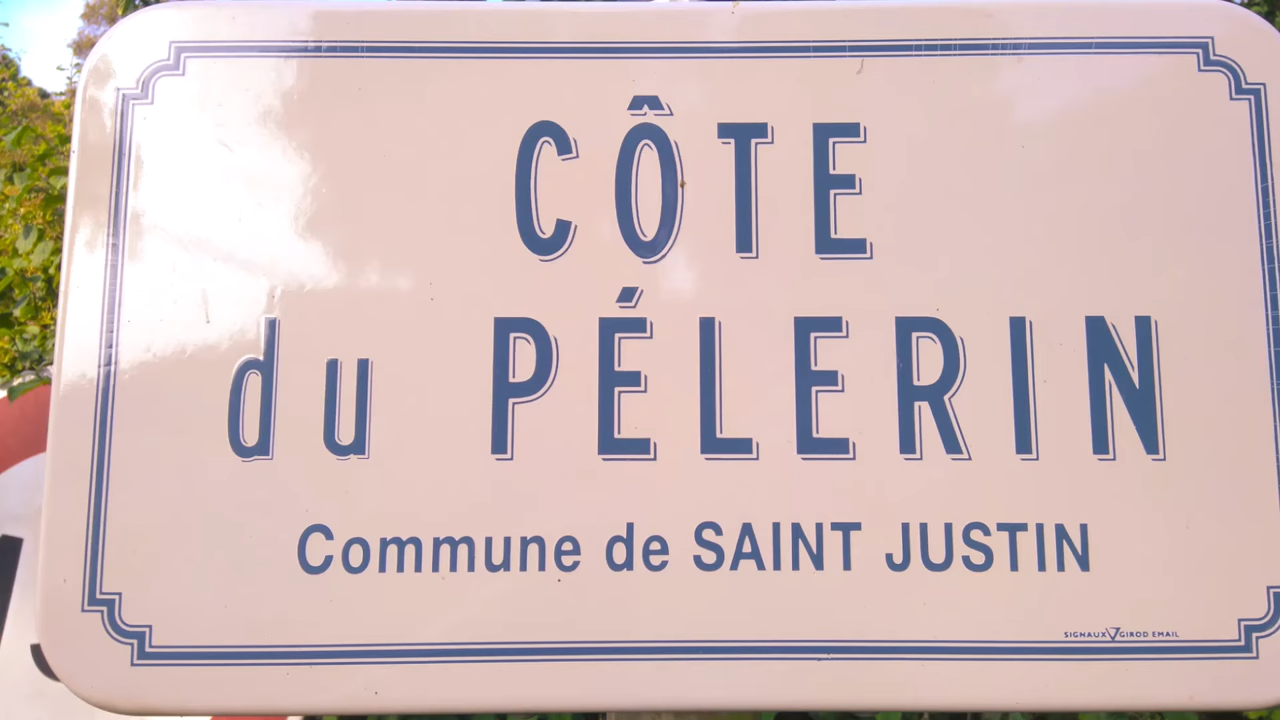 CÔTE
du PÉLERIN
Commune de SAINT JUSTIN
SIGNAUX GIROD EMAIL